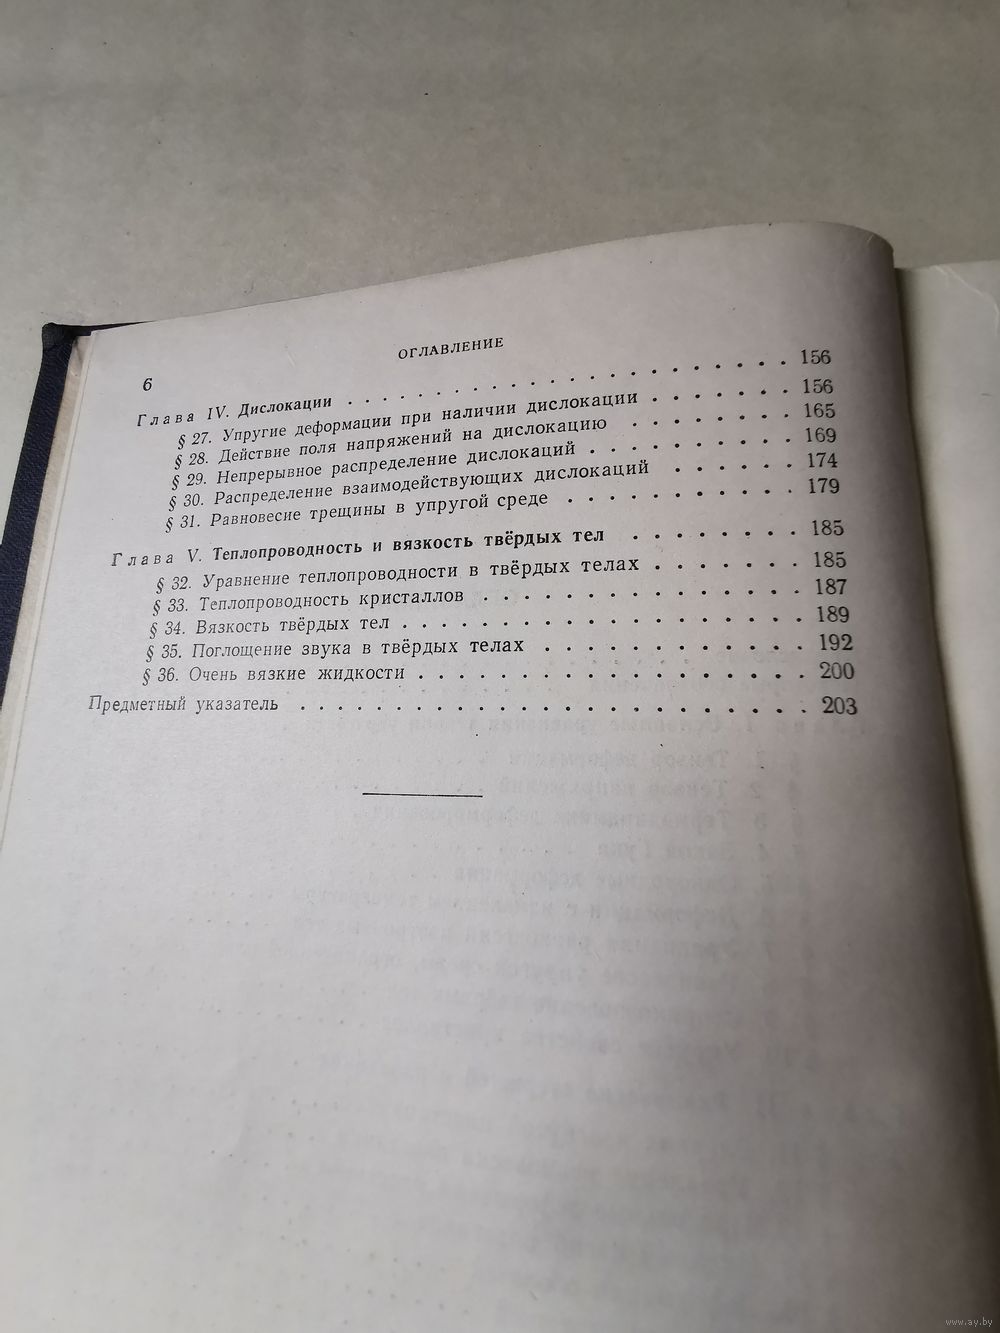 ОГЛАВЛЕНИЕ
6
Глава IV. Дислокации . . . . . . . . . . . . . . . . . . . . 156
§ 27. Упругие деформации при наличии дислокации . . . . . . . 156
§ 28. Действие поля напряжений на дислокацию . . . . . . . 165
§ 29. Непрерывное распределение дислокаций . . . . . . . . . 169
§ 30. Распределение взаимодействующих дислокаций . . . . . . 174
§ 31. Равновесие трещины в упругой среде . . . . . . . . . . 179
Глава V. Теплопроводность и вязкость твёрдых тел . . . . . . . . 185
§ 32. Уравнение теплопроводности в твёрдых телах . . . . . . . 185
§ 33. Теплопроводность кристаллов . . . . . . . . . . . . . . 187
§ 34. Вязкость твёрдых тел . . . . . . . . . . . . . . . . . . 189
§ 35. Поглощение звука в твёрдых телах . . . . . . . . . . . . 192
§ 36. Очень вязкие жидкости . . . . . . . . . . . . . . . . . 200
Предметный указатель . . . . . . . . . . . . . . . . . . . . . . 203
www.ay.by